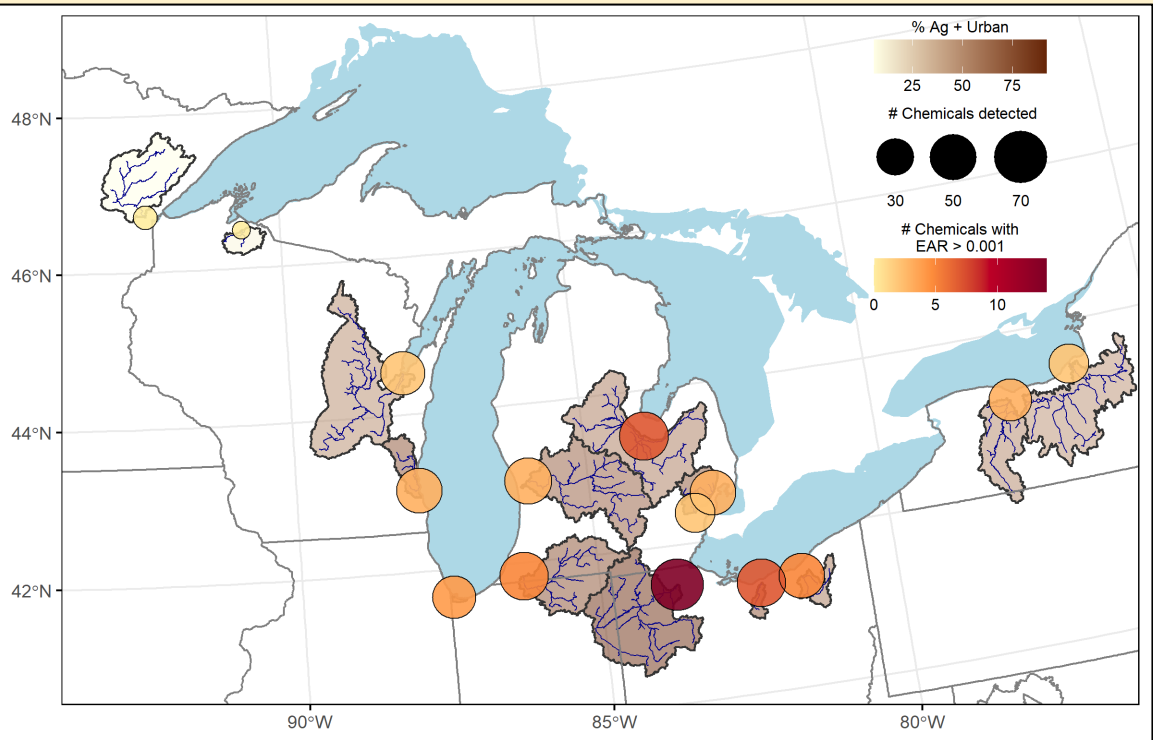 % Ag + Urban
25 50 75
# Chemicals detected
30 50 70
# Chemicals with
EAR > 0.001
0 5 10
48°N
46°N
44°N
42°N
90°W 85°W 80°W